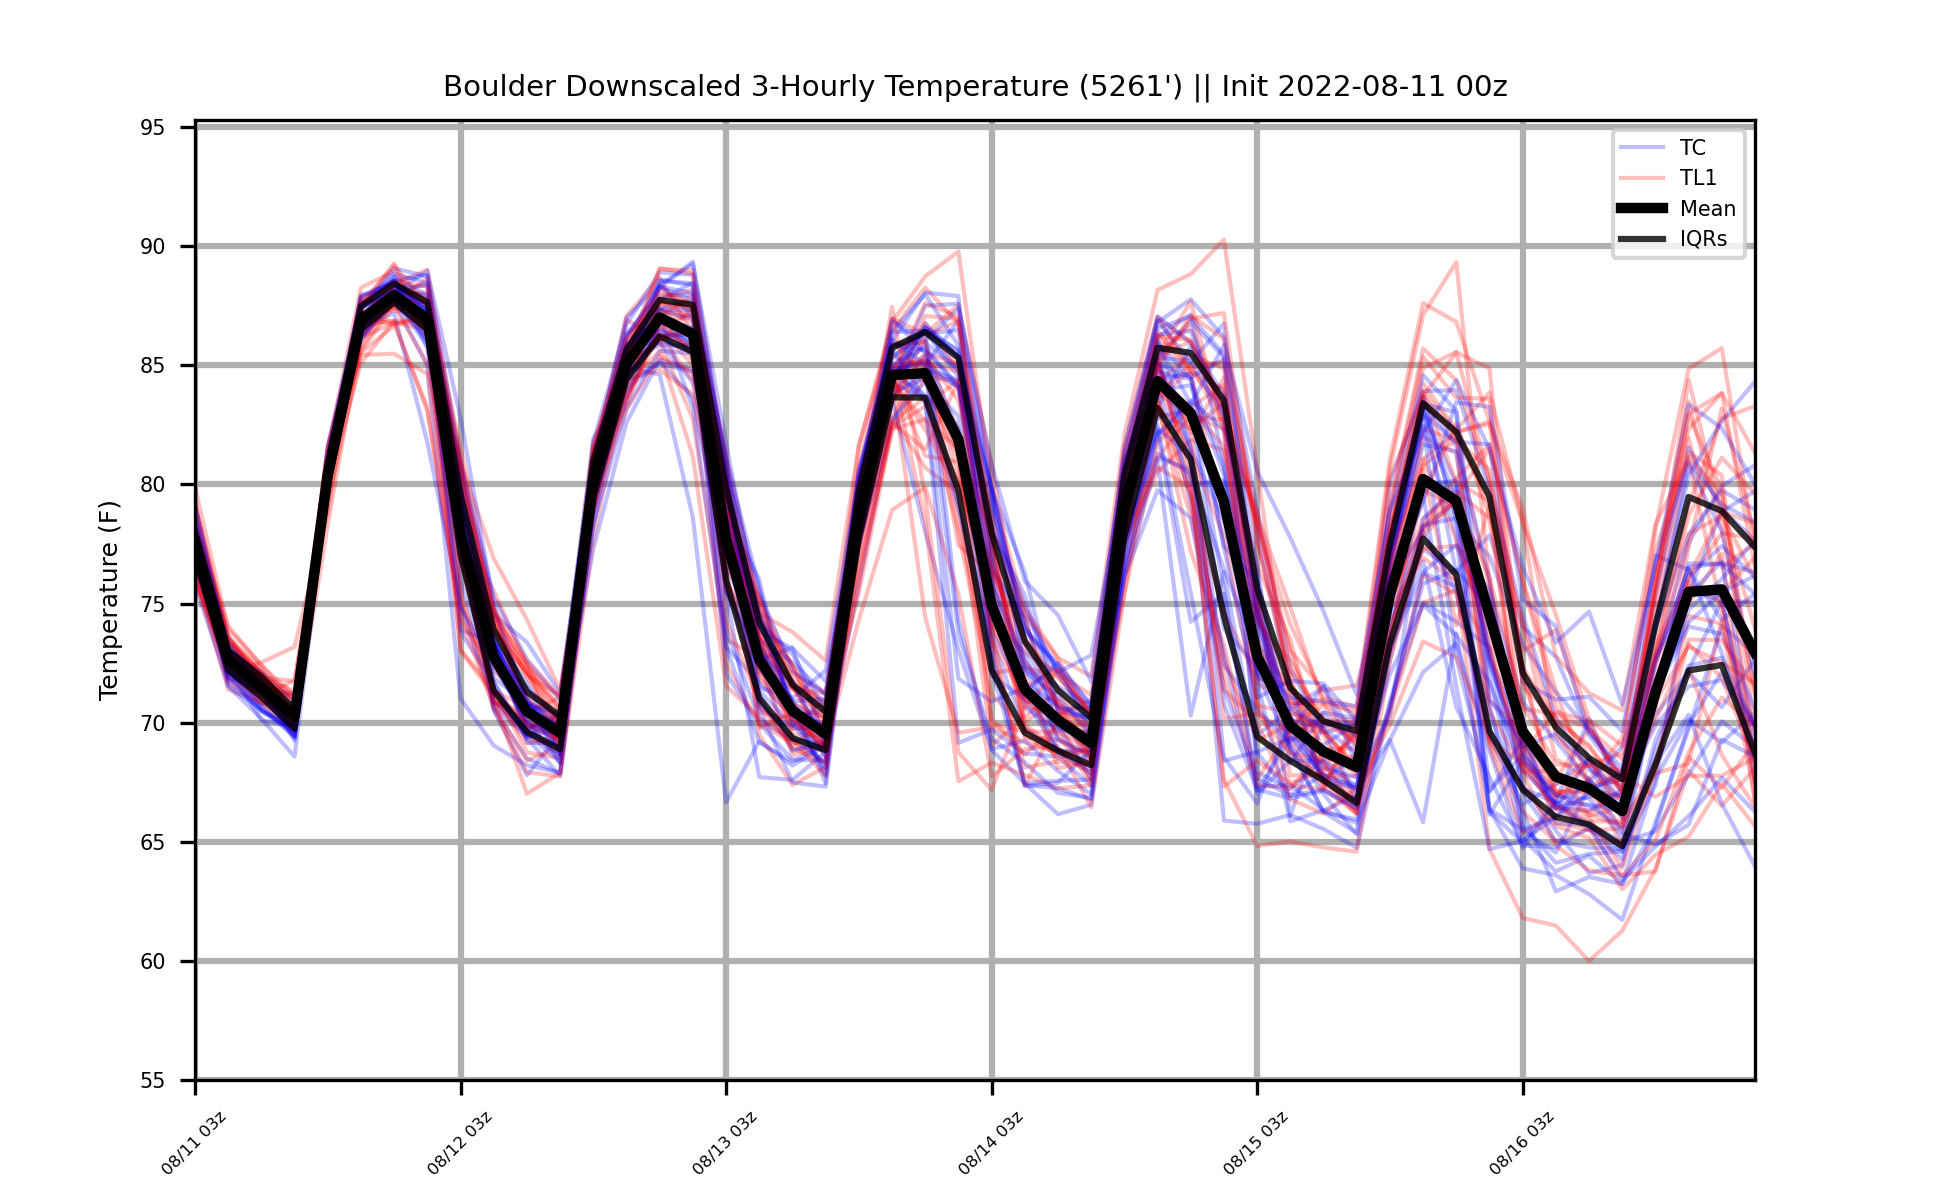 Boulder Downscaled 3-Hourly Temperature (5261') || Init 2022-08-11 00z
TC
TL1
Mean
IQRs
Temperature (F)
95
90
85
80
75
70
65
60
55
08/11 03z
08/12 03z
08/13 03z
08/14 03z
08/15 03z
08/16 03z